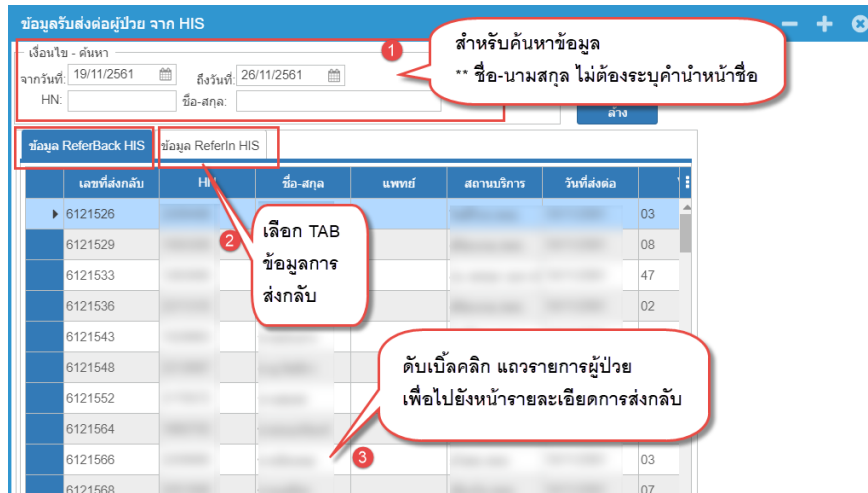 ข้อมูลรับส่งต่อผู้ป่วย จาก HIS
เงื่อนไข - ค้นหา
1
จากวันที่: 19/11/2561 ถึงวันที่: 26/11/2561
HN: ชื่อ-สกุล:
สำหรับค้นหาข้อมูล
** ชื่อ-นามสกุล ไม่ต้องระบุคำนำหน้าชื่อ
ล้าง
ข้อมูล ReferBack HIS ข้อมูล ReferIn HIS
เลขที่ส่งกลับ HN ชื่อ-สกุล แพทย์ สถานบริการ วันที่ส่งต่อ
6121526 03
6121529 08
6121533 47
6121536 02
6121543
6121548
6121552
6121564
6121566 03
6121568 07
2
เลือก TAB
ข้อมูลการ
ส่งกลับ
ดับเบิ้ลคลิก แถวรายการผู้ป่วย
เพื่อไปยังหน้ารายละเอียดการส่งกลับ
3